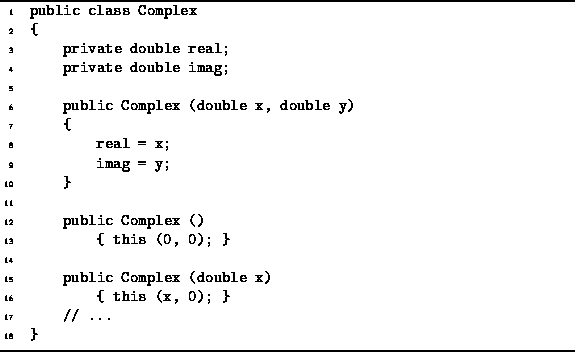 1 public class Complex
2 {
3     private double real;
4     private double imag;
5
6     public Complex (double x, double y)
7     {
8         real = x;
9         imag = y;
10     }
11
12     public Complex ()
13         { this (0, 0); }
14
15     public Complex (double x)
16         { this (x, 0); }
17     // ...
18 }